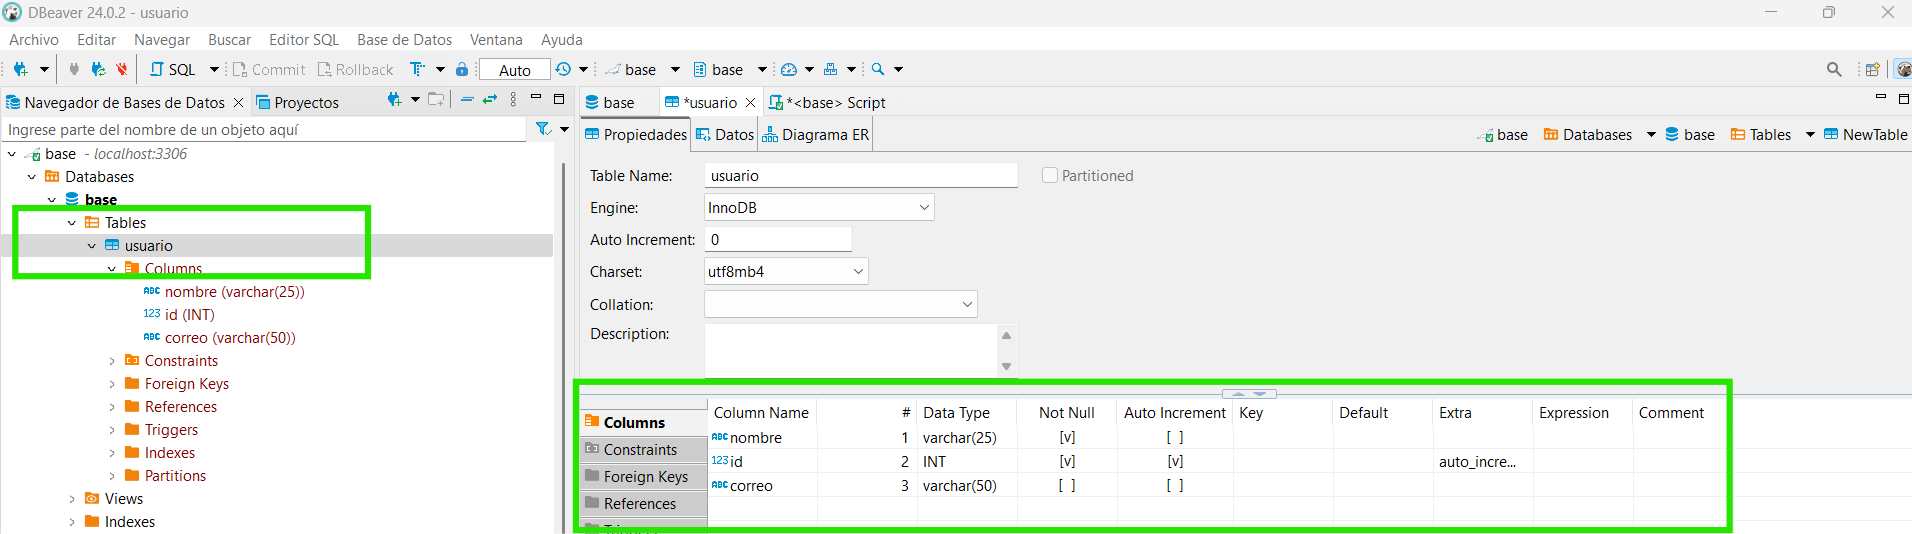 DBeaver 24.0.2 - usuario
Archivo Editar Navegar Buscar Editor SQL Base de Datos Ventana Ayuda
SQL Commit Rollback Auto base base
Navegador de Bases de Datos Proyectos
base *usuario *<base> Script
Ingrese parte del nombre de un objeto aquí
Propiedades Datos Diagrama ER base Databases base Tables NewTable
base - localhost:3306
Databases
base
Tables
usuario
Columns
ABC nombre (varchar(25))
123 id (INT)
ABC correo (varchar(50))
Constraints
Foreign Keys
References
Triggers
Indexes
Partitions
Views
Indexes
Table Name: usuario Partitioned
Engine: InnoDB
Auto Increment: 0
Charset: utf8mb4
Collation:
Description:
Columns
Constraints
Foreign Keys
References
Column Name # Data Type Not Null Auto Increment Key Default Extra Expression Comment
ABC nombre 1 varchar(25) [v] [ ]
123 id 2 INT [v] [v] auto_incre...
ABC correo 3 varchar(50) [ ] [ ]